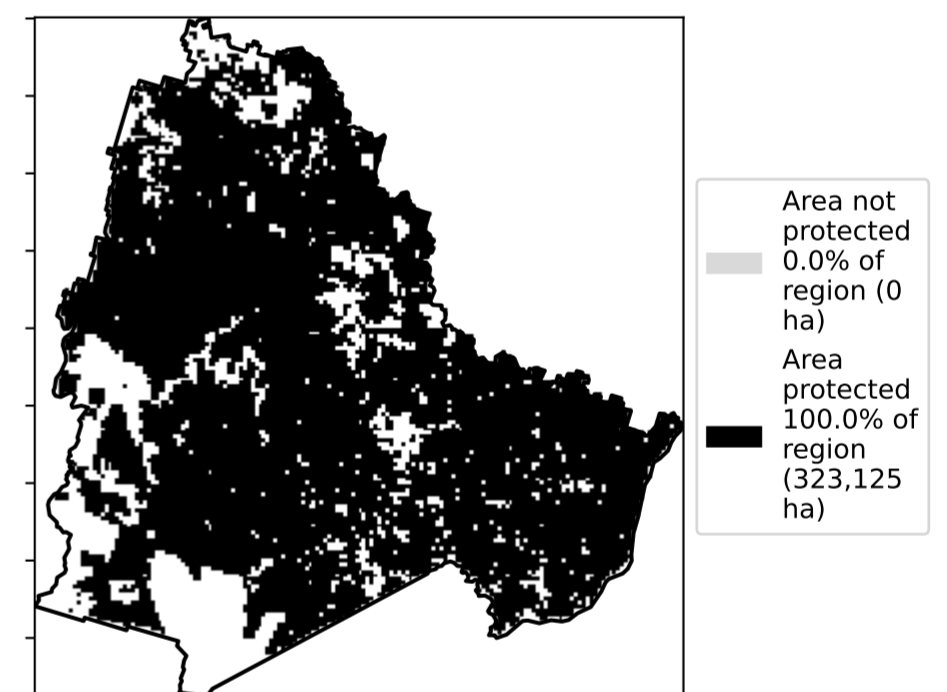 Area not
protected
0.0% of
region (0
ha)
Area
protected
100.0% of
region
(323,125
ha)